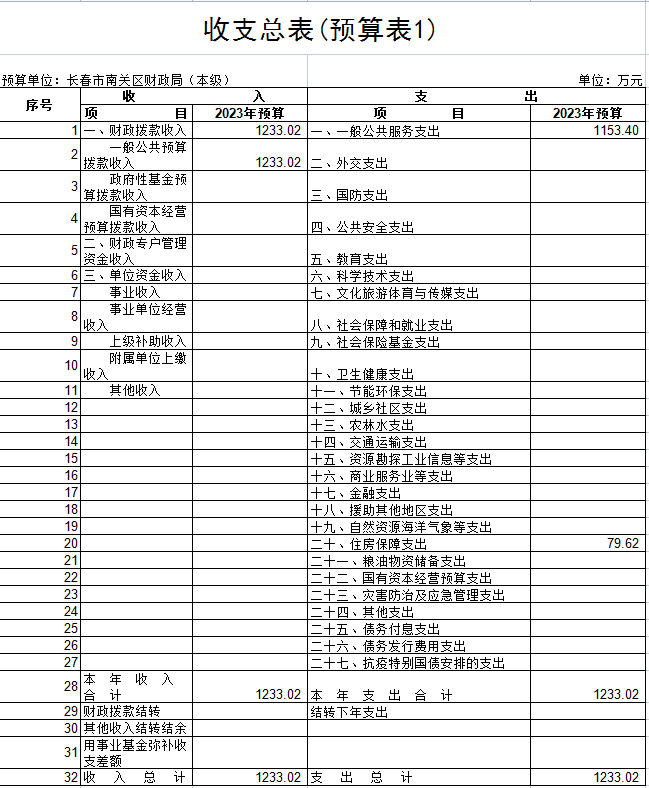 收支总表(预算表1)
预算单位：长春市南关区财政局（本级） 单位：万元
序号 收 入 支 出
项 目 2023年预算 项 目 2023年预算
1 一、财政拨款收入 1233.02 一、一般公共服务支出 1153.40
一般公共预算
2 拨款收入 1233.02 二、外交支出
政府性基金预
3 算拨款收入 三、国防支出
国有资本经营
4 预算拨款收入 四、公共安全支出
二、财政专户管理
5 资金收入 五、教育支出
6 三、单位资金收入 六、科学技术支出
7 事业收入 七、文化旅游体育与传媒支出
事业单位经营
8 收入 八、社会保障和就业支出
9 上级补助收入 九、社会保险基金支出
附属单位上缴
10 收入 十、卫生健康支出
11 其他收入 十一、节能环保支出
12 十二、城乡社区支出
13 十三、农林水支出
14 十四、交通运输支出
15 十五、资源勘探工业信息等支出
16 十六、商业服务业等支出
17 十七、金融支出
18 十八、援助其他地区支出
19 十九、自然资源海洋气象等支出
20 二十、住房保障支出 79.62
21 二十一、粮油物资储备支出
22 二十二、国有资本经营预算支出
23 二十三、灾害防治及应急管理支出
24 二十四、其他支出
25 二十五、债务付息支出
26 二十六、债务发行费用支出
27 二十七、抗疫特别国债安排的支出
本 年 收 入
28 合 计 1233.02 本 年 支 出 合 计 1233.02
29 财政拨款结转 结转下年支出
30 其他收入结转结余
用事业基金弥补收
31 支差额
32 收 入 总 计 1233.02 支 出 总 计 1233.02